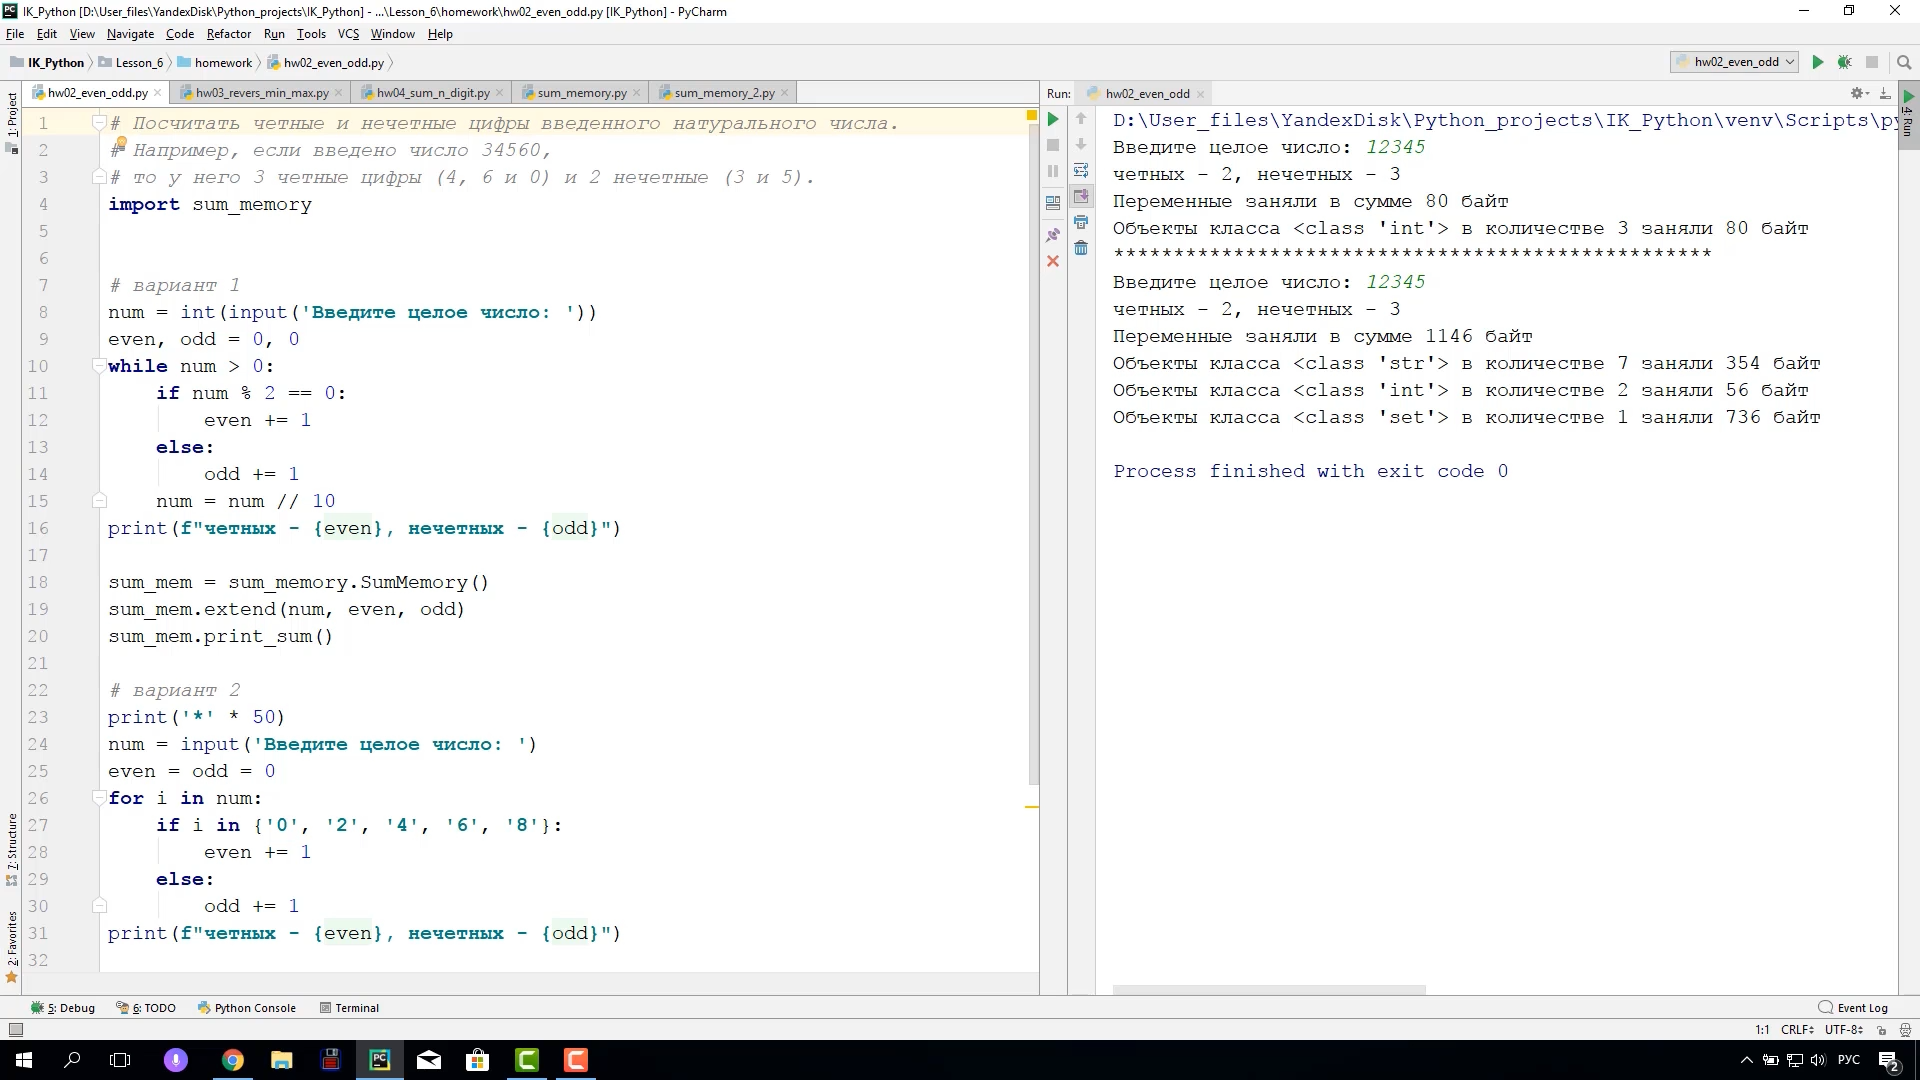 IK_Python [D:\User_files\YandexDisk\Python_projects\IK_Python] - ...\Lesson_6\homework\hw02_even_odd.py [IK_Python] - PyCharm
File Edit View Navigate Code Refactor Run Tools VCS Window Help
IK_Python Lesson_6 homework hw02_even_odd.py hw02_even_odd
hw02_even_odd.py hw03_revers_min_max.py hw04_sum_n_digit.py sum_memory.py sum_memory_2.py
1: Project
7: Structure
2: Favorites
1 # Посчитать четные и нечетные цифры введенного натурального числа.
2 # Например, если введено число 34560,
3 # то у него 3 четные цифры (4, 6 и 0) и 2 нечетные (3 и 5).
4 import sum_memory
5
6
7 # вариант 1
8 num = int(input('Введите целое число: '))
9 even, odd = 0, 0
10 while num > 0:
11     if num % 2 == 0:
12         even += 1
13     else:
14         odd += 1
15     num = num // 10
16 print(f"четных - {even}, нечетных - {odd}")
17
18 sum_mem = sum_memory.SumMemory()
19 sum_mem.extend(num, even, odd)
20 sum_mem.print_sum()
21
22 # вариант 2
23 print('*' * 50)
24 num = input('Введите целое число: ')
25 even = odd = 0
26 for i in num:
27     if i in {'0', '2', '4', '6', '8'}:
28         even += 1
29     else:
30         odd += 1
31 print(f"четных - {even}, нечетных - {odd}")
32
Run: hw02_even_odd
4: Run
D:\User_files\YandexDisk\Python_projects\IK_Python\venv\Scripts\py
Введите целое число: 12345
четных - 2, нечетных - 3
Переменные заняли в сумме 80 байт
Объекты класса <class 'int'> в количестве 3 заняли 80 байт
**************************************************
Введите целое число: 12345
четных - 2, нечетных - 3
Переменные заняли в сумме 1146 байт
Объекты класса <class 'str'> в количестве 7 заняли 354 байт
Объекты класса <class 'int'> в количестве 2 заняли 56 байт
Объекты класса <class 'set'> в количестве 1 заняли 736 байт
Process finished with exit code 0
5: Debug 6: TODO Python Console Terminal Event Log
1:1 CRLF UTF-8
PC РУС 2